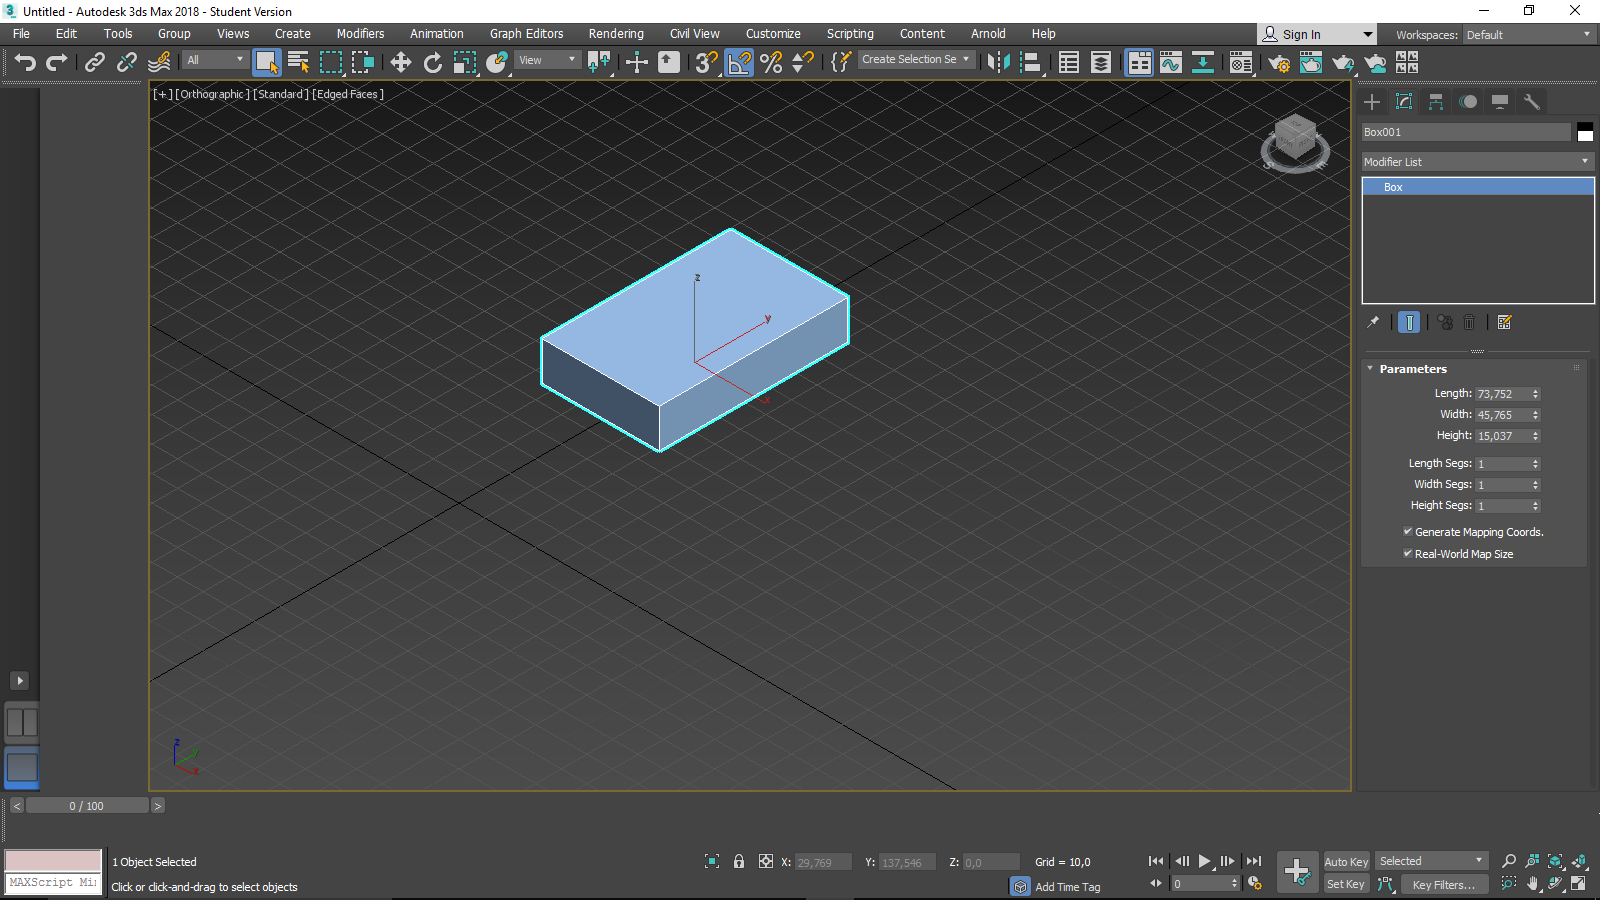 Untitled - Autodesk 3ds Max 2018 - Student Version
File Edit Tools Group Views Create Modifiers Animation Graph Editors Rendering Civil View Customize Scripting Content Arnold Help Sign In Workspaces: Default
All View Create Selection Se
[+] [Orthographic] [Standard] [Edged Faces]
Box001
Modifier List
Box
z
y
x
Parameters
Length: 73,752
Width: 45,765
Height: 15,037
Length Segs: 1
Width Segs: 1
Height Segs: 1
Generate Mapping Coords.
Real-World Map Size
z
y
x
< 0 / 100 >
1 Object Selected X: 29,769 Y: 137,546 Z: 0,0 Grid = 10,0 Auto Key Selected
MAXScript Mi
Click or click-and-drag to select objects Add Time Tag 0 Set Key Key Filters...